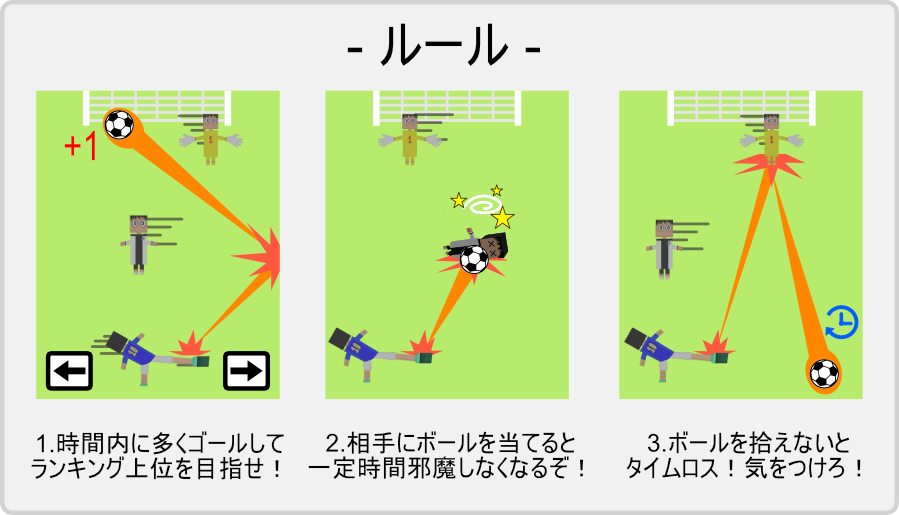 - ルール -
+1
1
1
1
1.時間内に多くゴールして
ランキング上位を目指せ！
2.相手にボールを当てると
一定時間邪魔しなくなるぞ！
3.ボールを拾えないと
タイムロス！気をつけろ！